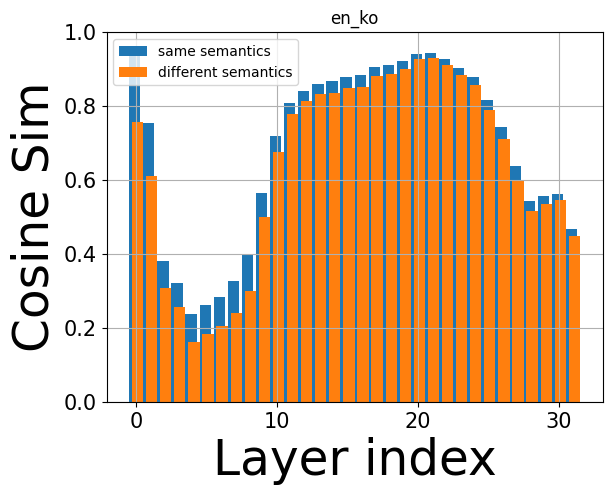 en_ko
same semantics
different semantics
Cosine Sim
1.0
0.8
0.6
0.4
0.2
0.0
0 10 20 30
Layer index